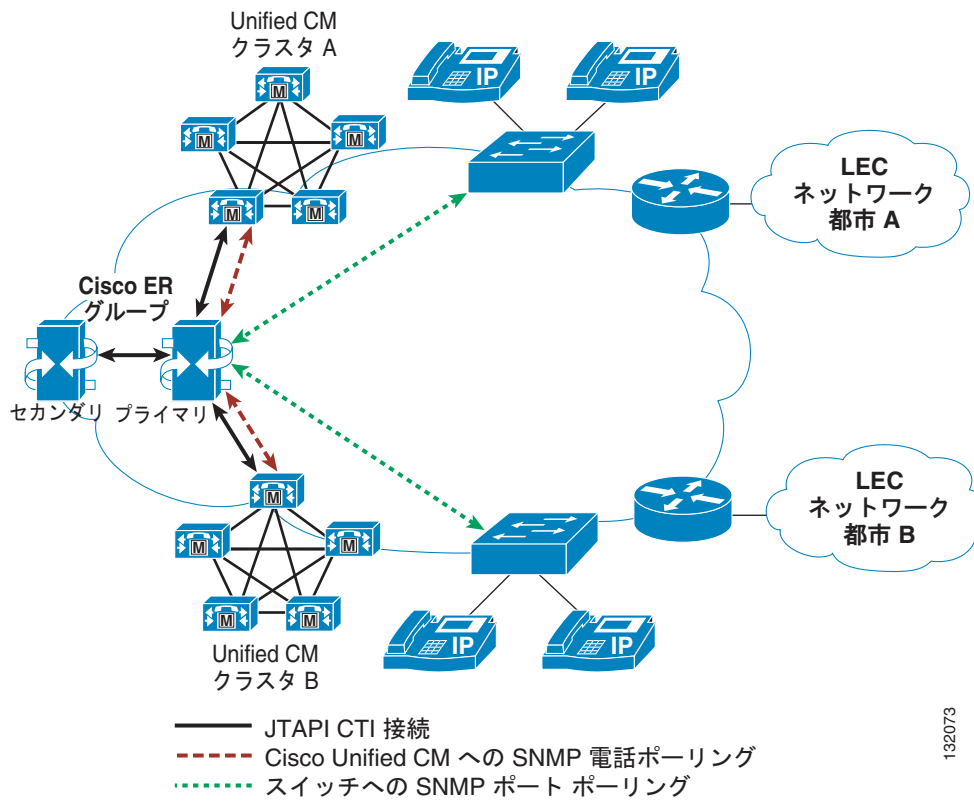 Unified CM
クラスタ A
IP
IP
LEC
ネットワーク
都市 A
M
M
M
M
M
Cisco ER
グループ
セカンダリ
プライマリ
M
M
M
M
M
LEC
ネットワーク
都市 B
IP
IP
Unified CM
クラスタ B
JTAPI CTI 接続
Cisco Unified CM への SNMP 電話ポーリング
スイッチへの SNMP ポート ポーリング
132073